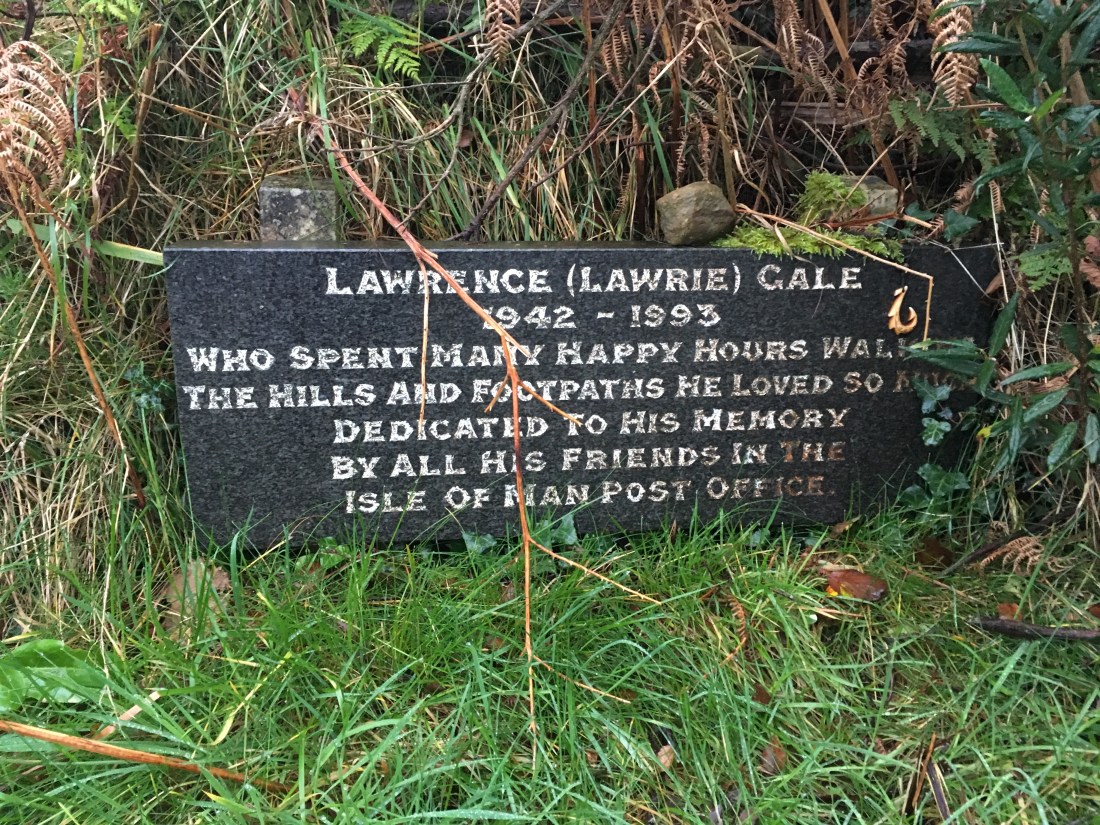 LAWRENCE (LAWRIE) GALE
1942 - 1993
WHO SPENT MANY HAPPY HOURS
THE HILLS AND FOOTPATHS HE LOVED SO
DEDICATED TO HIS MEMORY
BY ALL HIS FRIENDS IN THE
ISLE OF MAN POST OFFICE.